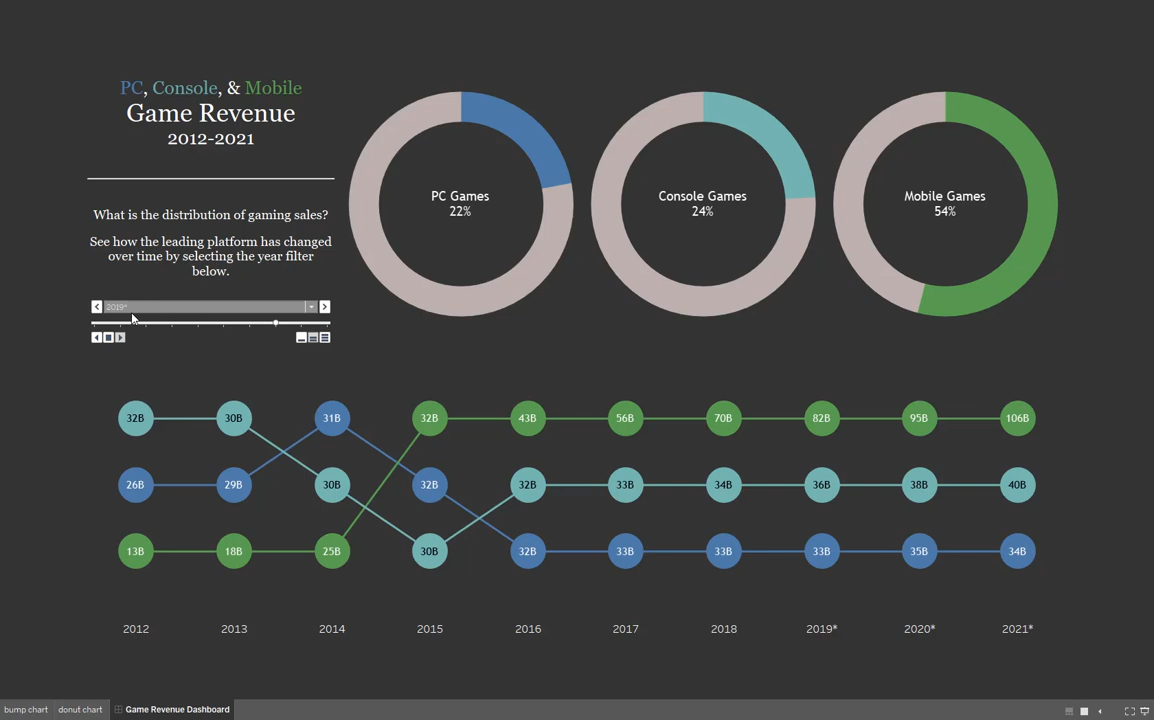 PC, Console, & Mobile
Game Revenue
2012-2021
What is the distribution of gaming sales?
See how the leading platform has changed
over time by selecting the year filter
below.
2019*
PC Games
22%
Console Games
24%
Mobile Games
54%
32B 30B 31B 32B 43B 56B 70B 82B 95B 106B
26B 29B 30B 32B 32B 33B 34B 36B 38B 40B
13B 18B 25B 30B 32B 33B 33B 33B 35B 34B
2012 2013 2014 2015 2016 2017 2018 2019* 2020* 2021*
bump chart donut chart Game Revenue Dashboard